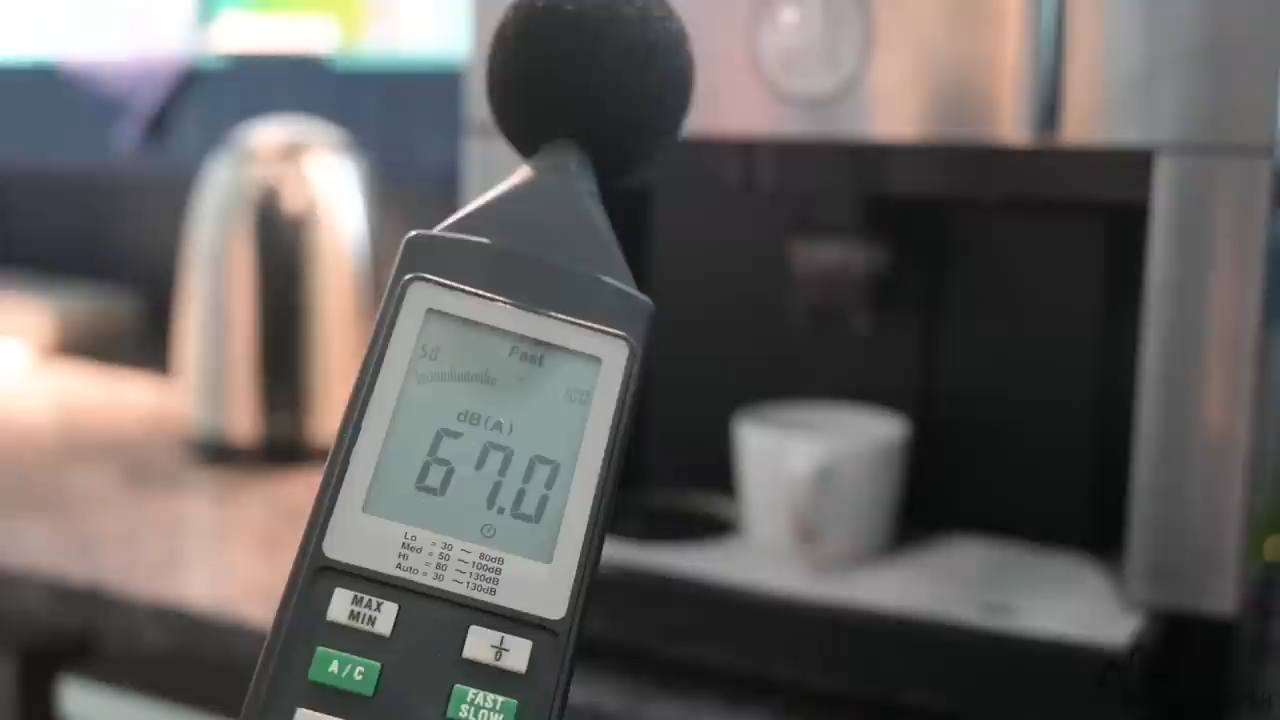 Fast
50
100
dB(A)
67.0
Lo = 30 ~ 80dB
Med = 50 ~100dB
Hi = 80 ~130dB
Auto = 30 ~130dB
MAX
MIN
I
0
A/C
FAST
SLOW